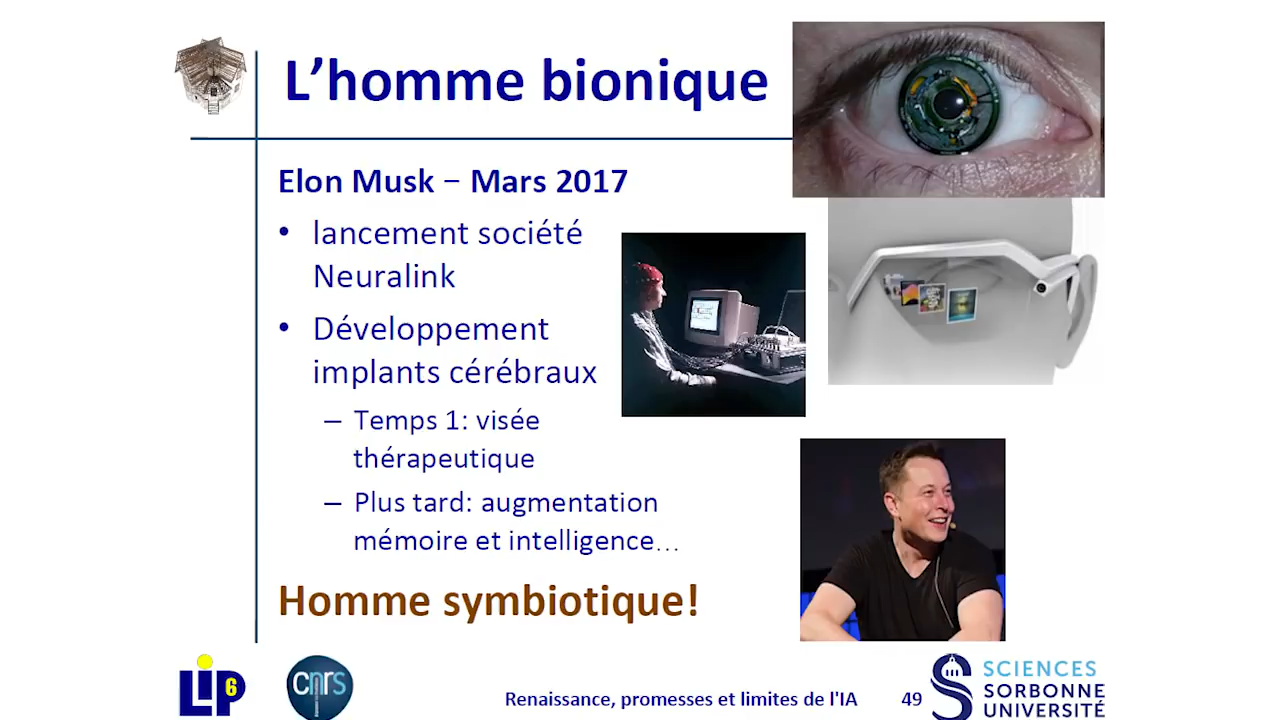 L'homme bionique
Elon Musk – Mars 2017
• lancement société
Neuralink
• Développement
implants cérébraux
– Temps 1: visée
thérapeutique
– Plus tard: augmentation
mémoire et intelligence…
Homme symbiotique!
LIP6
cnrs
Renaissance, promesses et limites de l'IA
49
SCIENCES
SORBONNE
UNIVERSITÉ